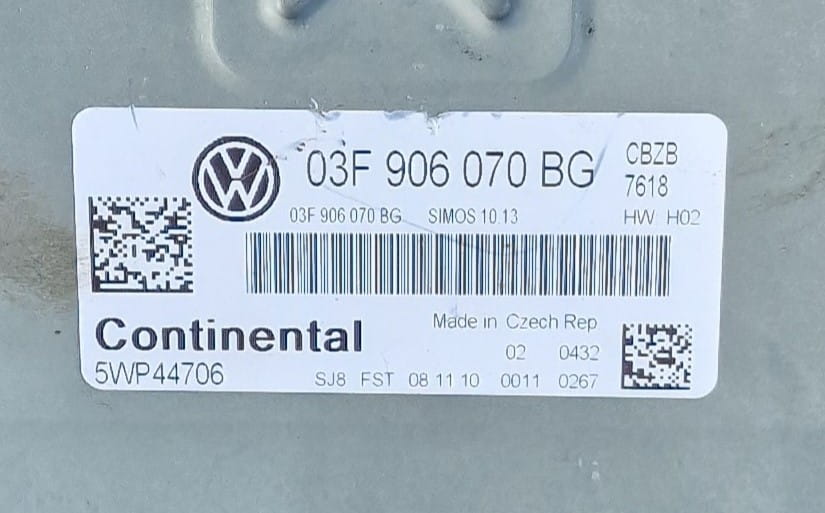 03F 906 070 BG CBZB
7618
03F 906 070 BG SIMOS 10.13 HW H02
Continental Made in Czech Rep
02 0432
5WP44706 SJ8 FST 08 11 10 0011 0267